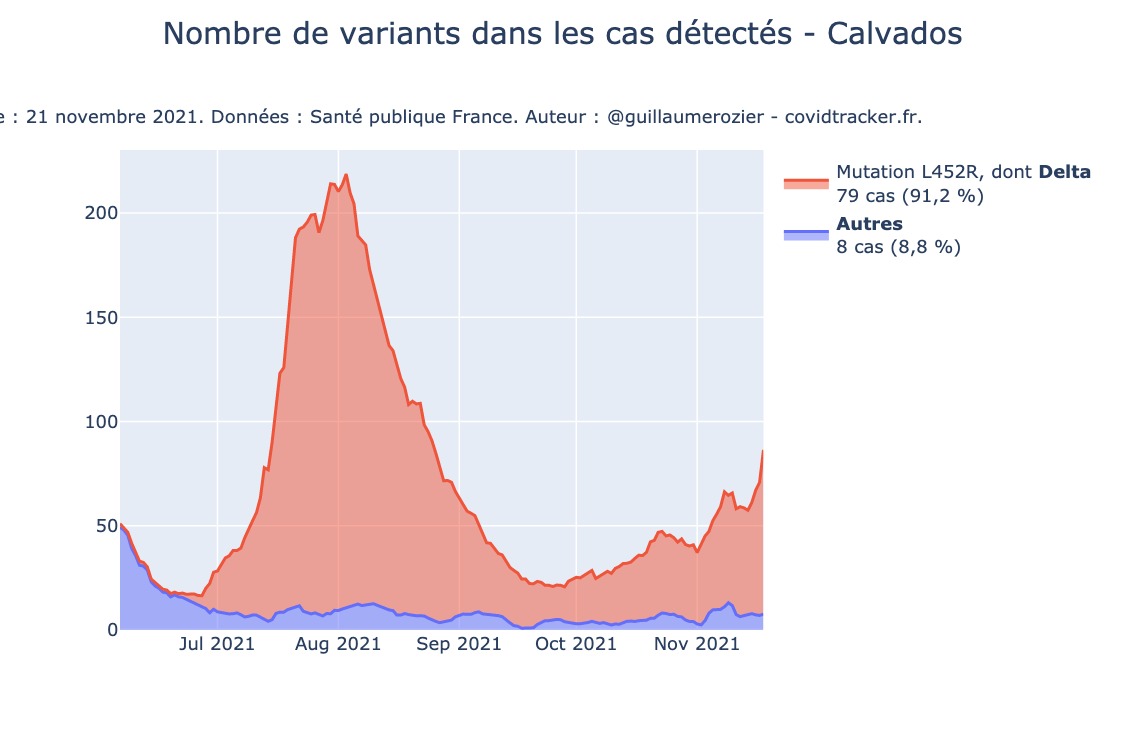 Nombre de variants dans les cas détectés - Calvados
: 21 novembre 2021. Données : Santé publique France. Auteur : @guillaumerozier - covidtracker.fr.
Mutation L452R, dont Delta
79 cas (91,2 %)
Autres
8 cas (8,8 %)
200
150
100
50
0
Jul 2021 Aug 2021 Sep 2021 Oct 2021 Nov 2021